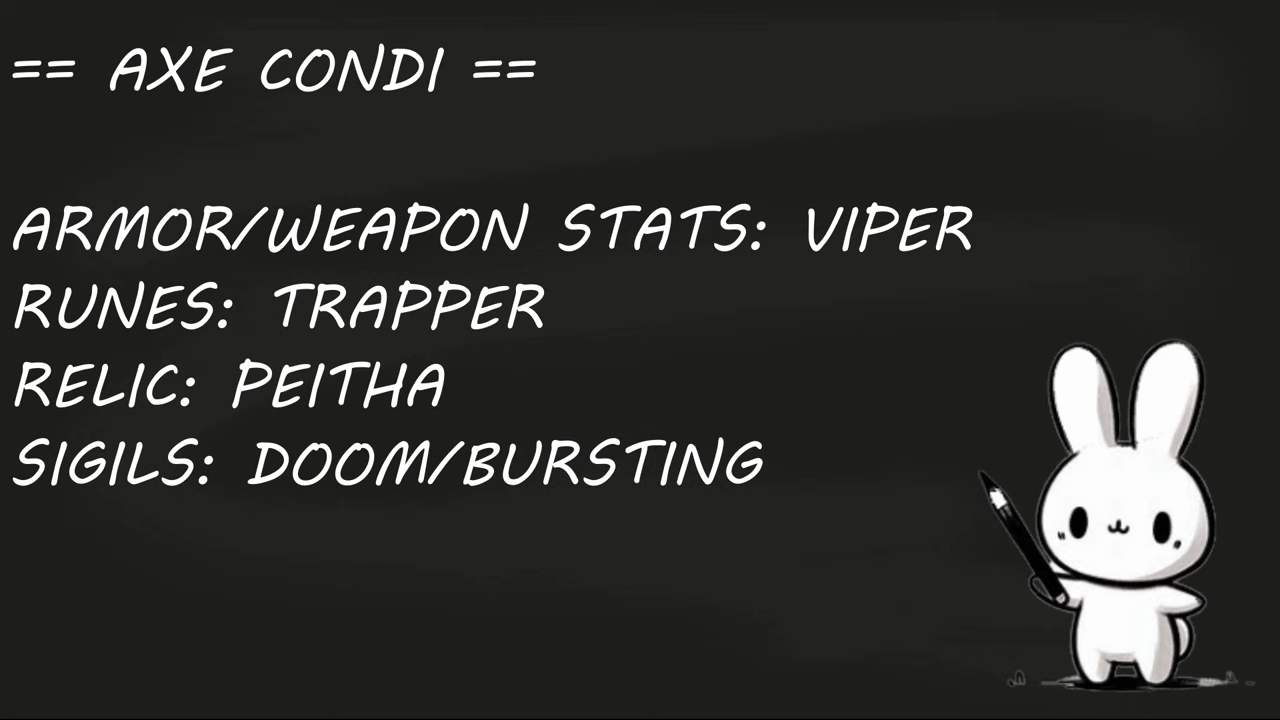 == AXE CONDI ==
ARMOR/WEAPON STATS: VIPER
RUNES: TRAPPER
RELIC: PEITHA
SIGILS: DOOM/BURSTING